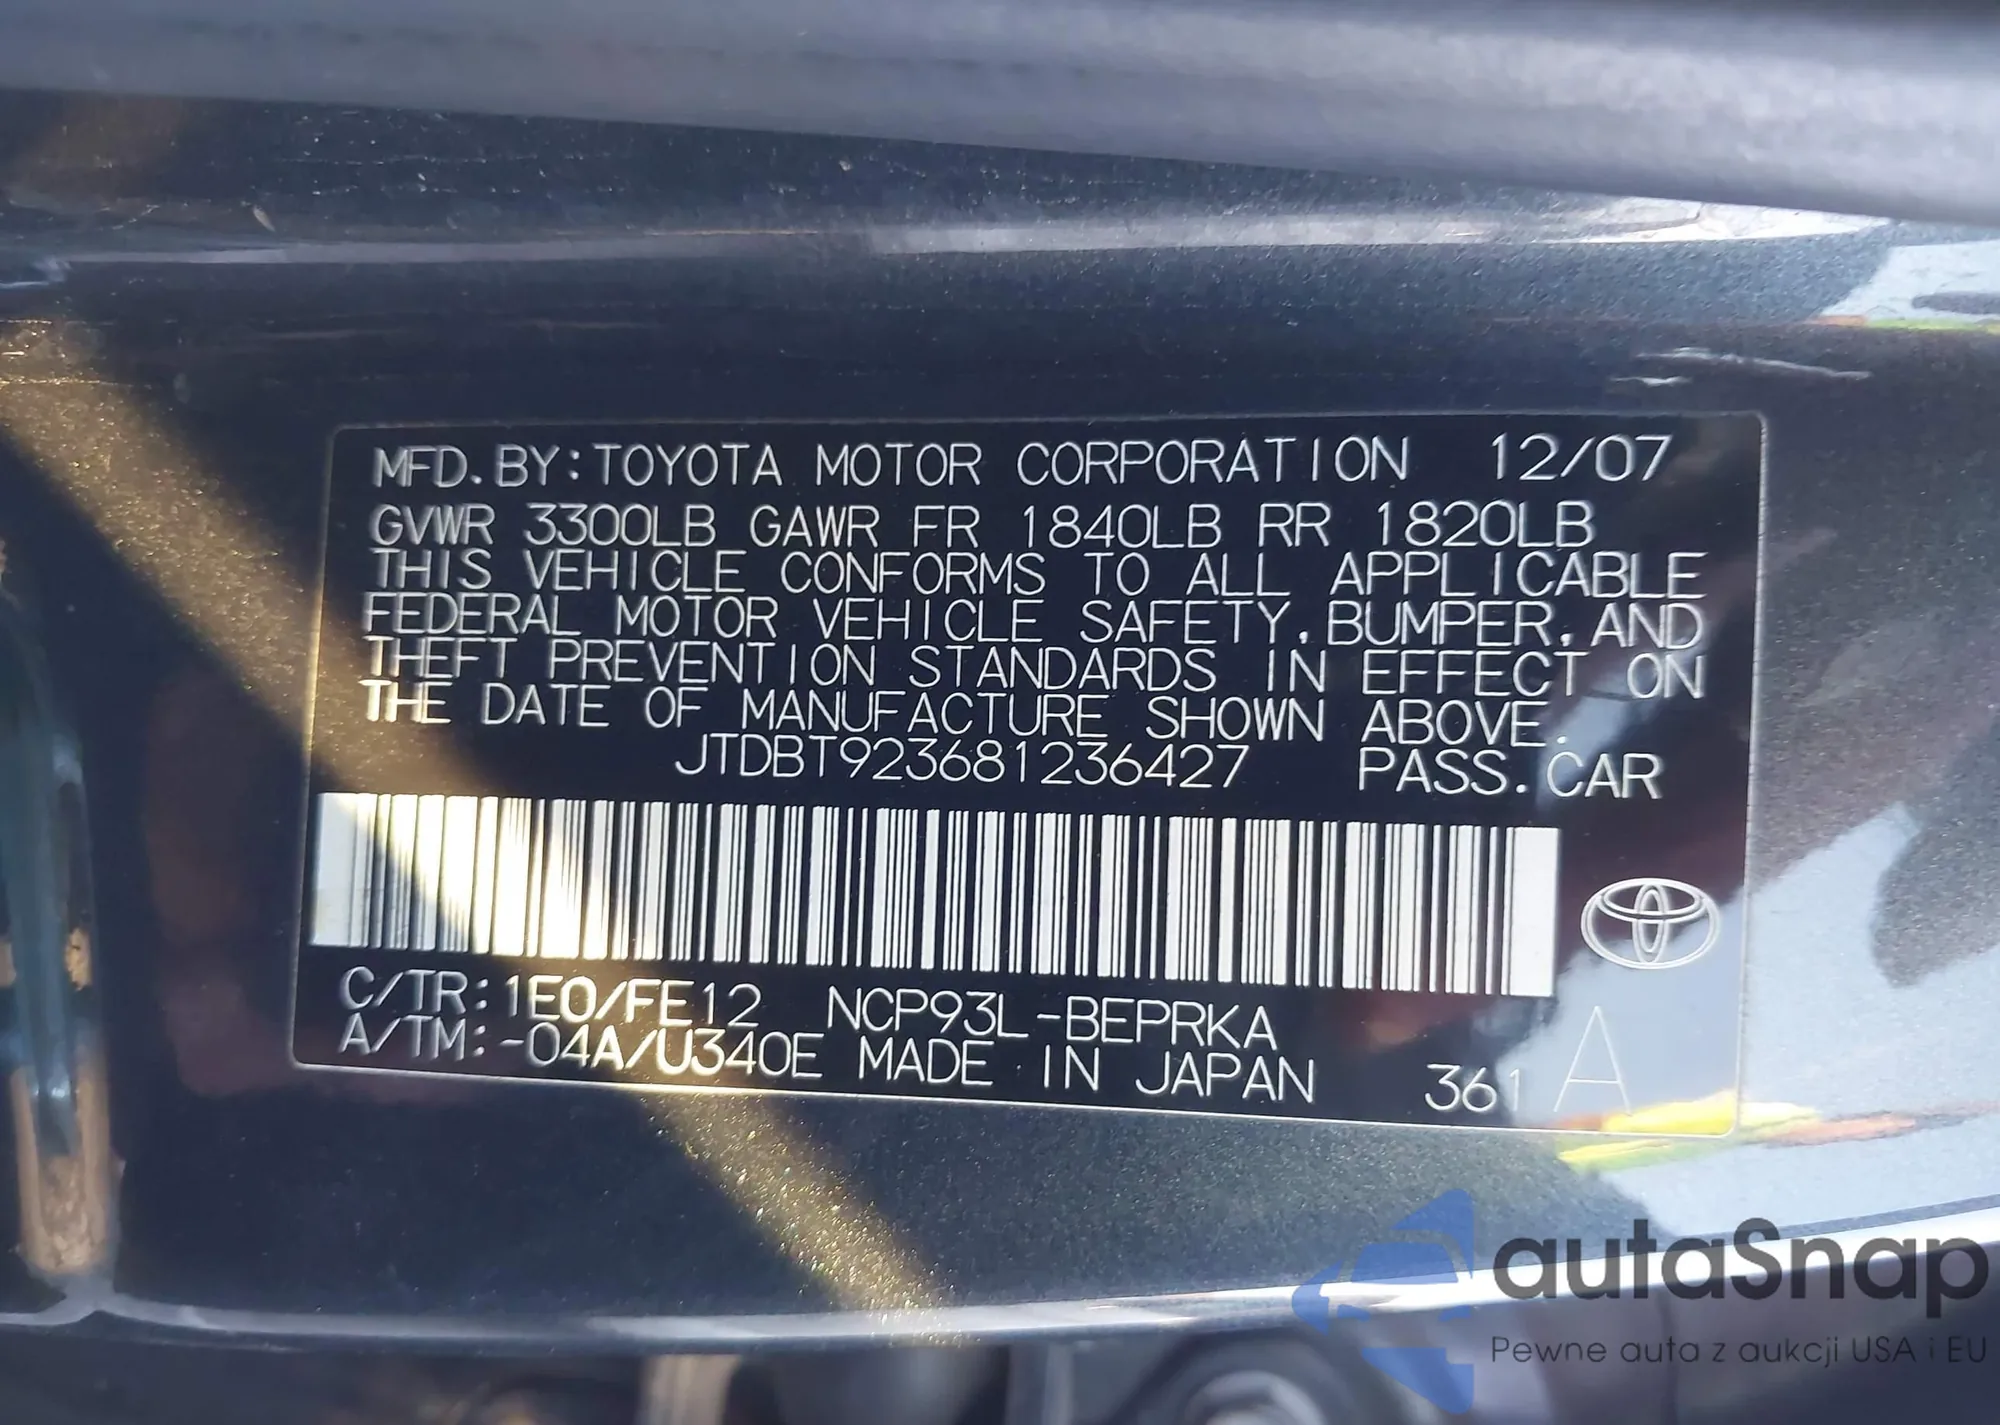 MFD.BY:TOYOTA MOTOR CORPORATION 12/07
GVWR 3300LB GAWR FR 1840LB RR 1820LB
THIS VEHICLE CONFORMS TO ALL APPLICABLE
FEDERAL MOTOR VEHICLE SAFETY,BUMPER,AND
THEFT PREVENTION STANDARDS IN EFFECT ON
THE DATE OF MANUFACTURE SHOWN ABOVE.
JTDBT923681236427 PASS.CAR
C/TR:1E0/FE12 NCP93L-BEPRKA
A/TM:-04A/U340E MADE IN JAPAN 361 A
autaSnap
Pewne auta z aukcji USA i EU